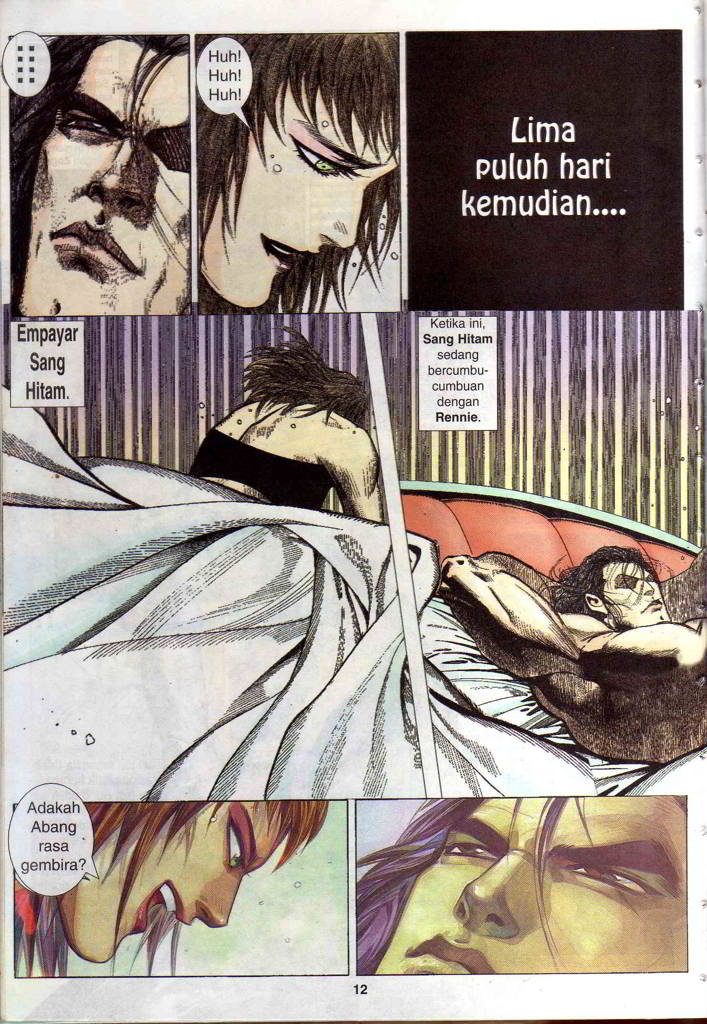 Huh!
Huh!
Huh!
Lima
puluh hari
kemudian....
Empayar
Sang
Hitam.
Ketika ini,
Sang Hitam
sedang
bercumbu-
cumbuan
dengan
Rennie.
Adakah
Abang
rasa
gembira?
12